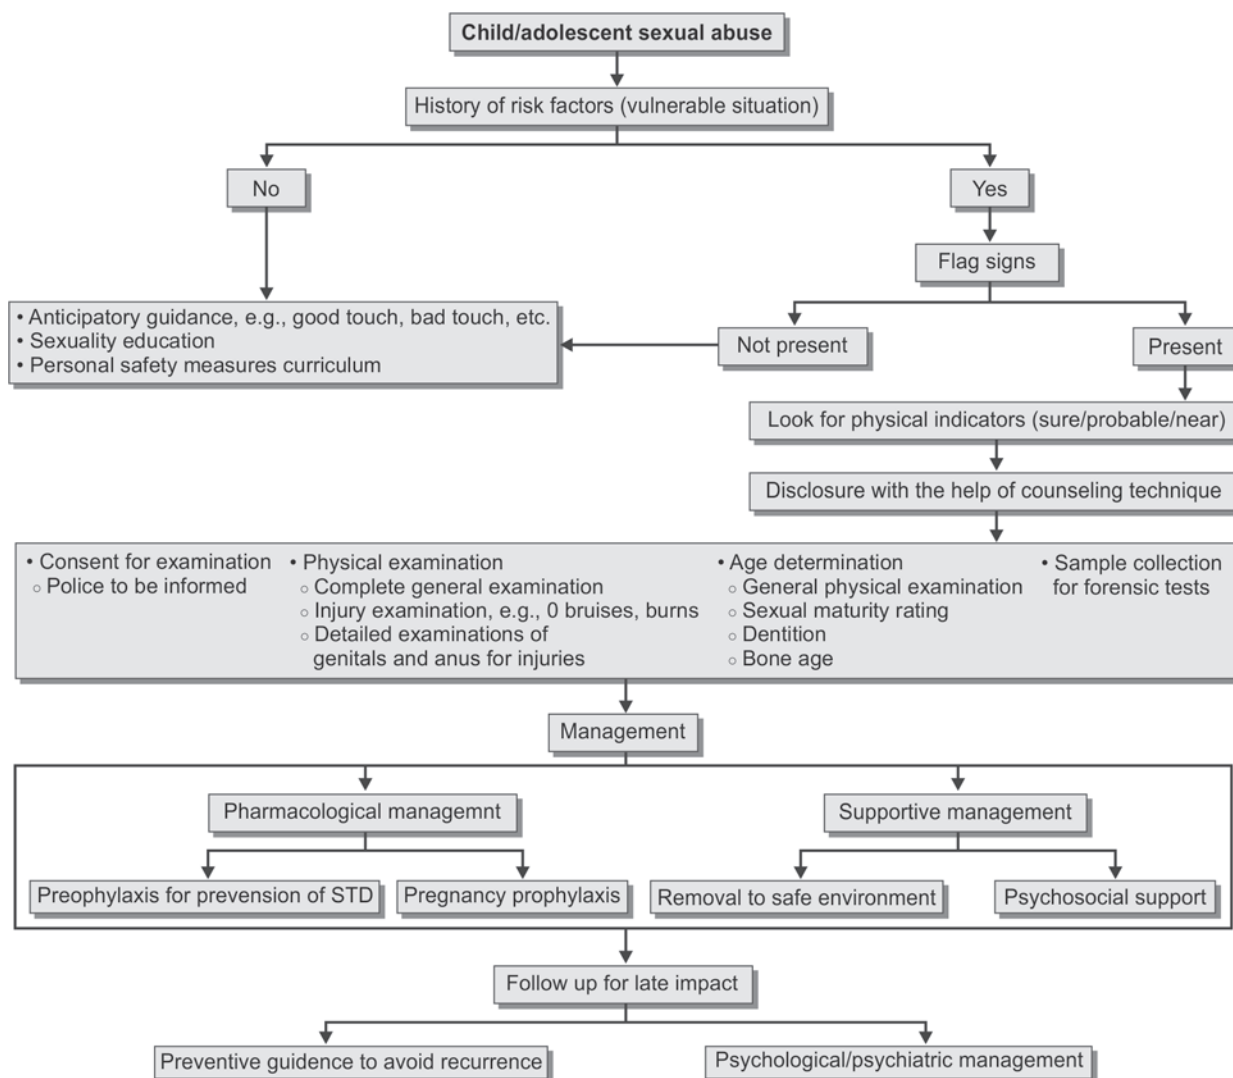 Child/adolescent sexual abuse
History of risk factors (vulnerable situation)
No
Yes
Flag signs
• Anticipatory guidance, e.g., good touch, bad touch, etc.
• Sexuality education
• Personal safety measures curriculum
Not present
Present
Look for physical indicators (sure/probable/near)
Disclosure with the help of counseling technique
• Consent for examination
○ Police to be informed
• Physical examination
○ Complete general examination
○ Injury examination, e.g., 0 bruises, burns
○ Detailed examinations of
genitals and anus for injuries
• Age determination
○ General physical examination
○ Sexual maturity rating
○ Dentition
○ Bone age
• Sample collection
for forensic tests
Management
Pharmacological managemnt
Supportive management
Preophylaxis for prevension of STD
Pregnancy prophylaxis
Removal to safe environment
Psychosocial support
Follow up for late impact
Preventive guidence to avoid recurrence
Psychological/psychiatric management